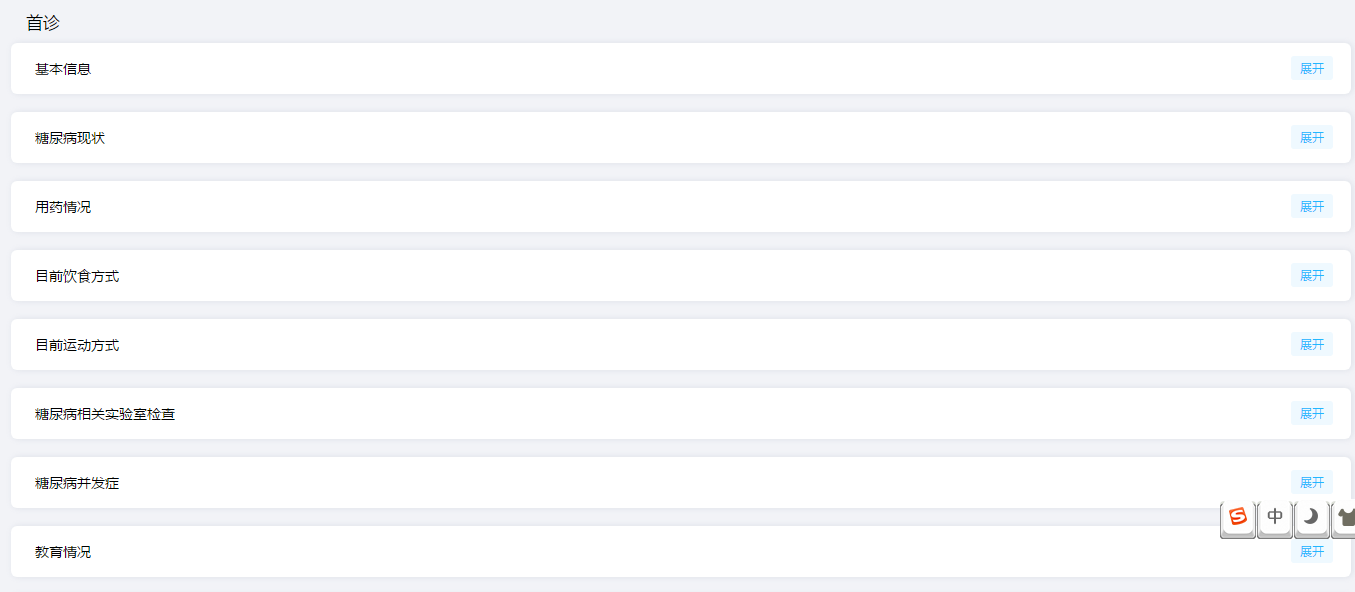 首诊
基本信息 展开
糖尿病现状 展开
用药情况 展开
目前饮食方式 展开
目前运动方式 展开
糖尿病相关实验室检查 展开
糖尿病并发症 展开
S 中
教育情况 展开